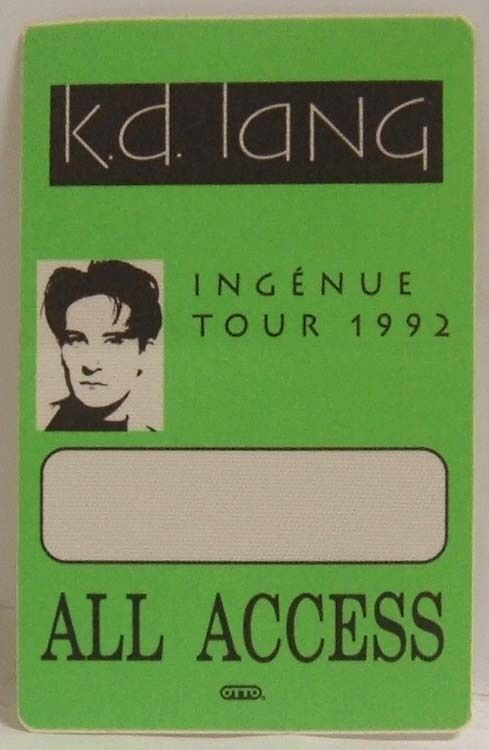 k.d. laNG
INGÉNUE
TOUR 1992
ALL ACCESS
OTTO